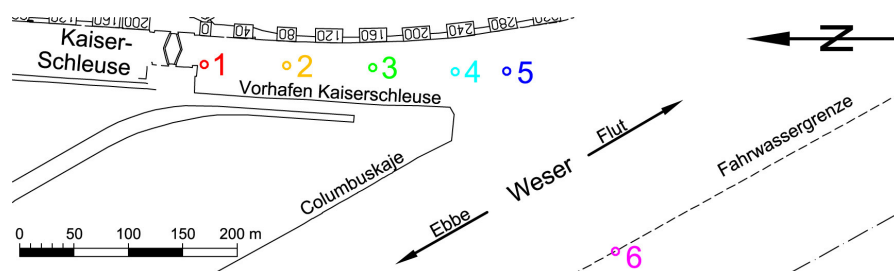 200
0
40
80
120
160
200
240
280
Kaiser-
Schleuse
1
2
3
4
5
N
Vorhafen Kaiserschleuse
Flut
Fahrwassergrenze
Weser
Columbuskaje
Ebbe
6
0 50 100 150 200 m